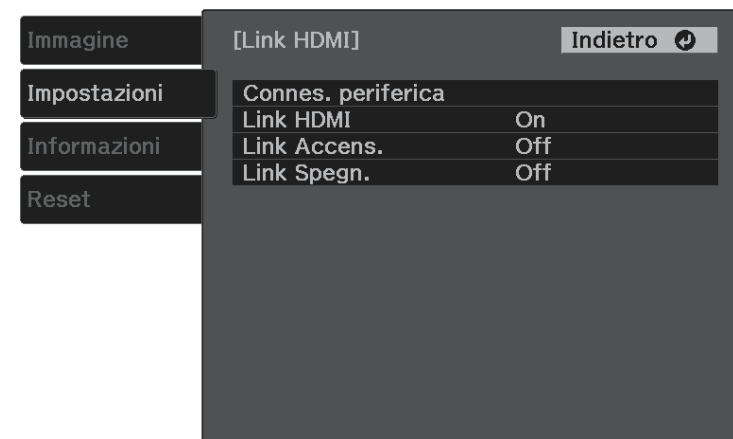 Immagine
Impostazioni
Informazioni
Reset
[Link HDMI]
Indietro
Connes. periferica
Link HDMI On
Link Accens. Off
Link Spegn. Off